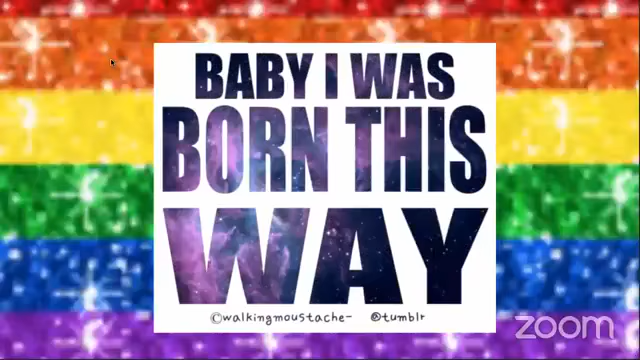 BABY I WAS
BORN THIS
WAY
©walkingmoustache- @tumblr
zoom